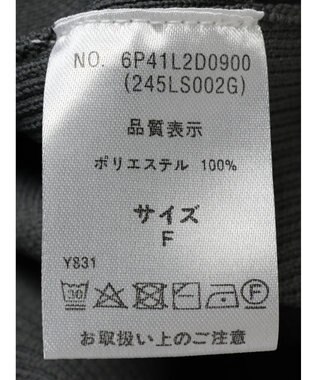 NO. 6P41L2D0900
(245LS002G)
品質表示
ポリエステル 100%
サイズ
F
Y831
30 F
お取扱い上のご注意